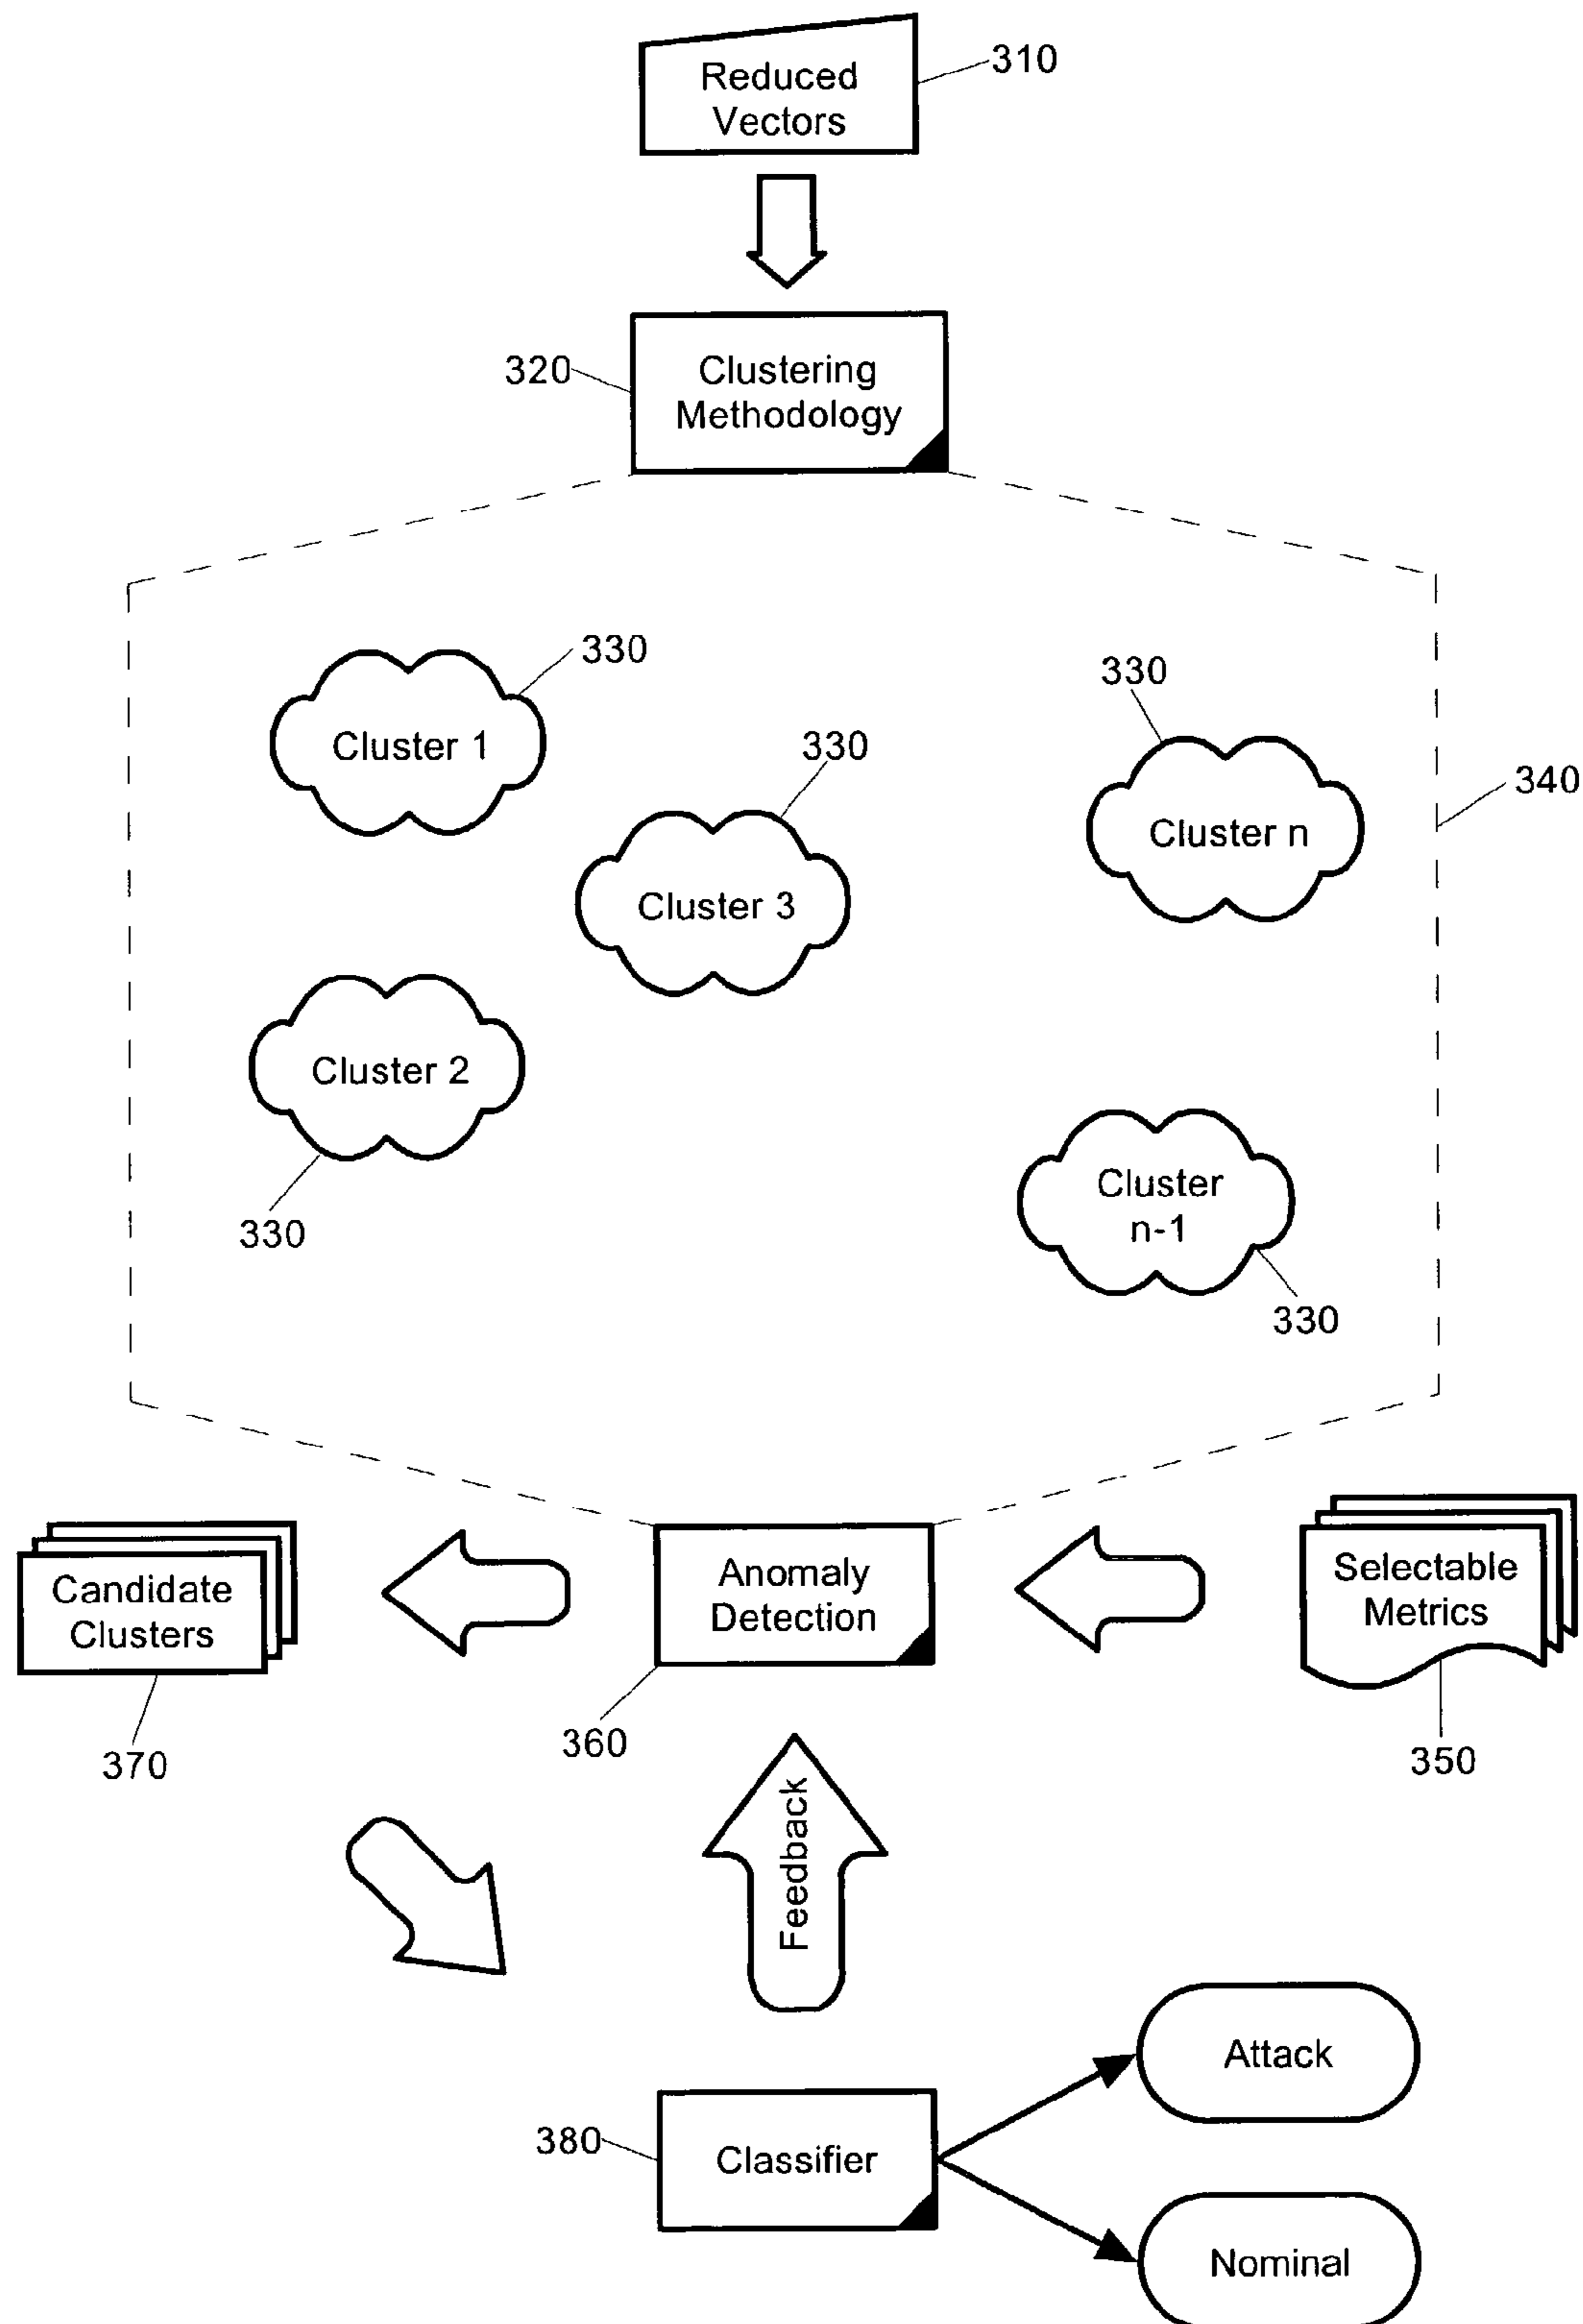 Reduced
Vectors
310
320
Clustering
Methodology
330
Cluster 1
330
Cluster n
330
Cluster 3
340
Cluster 2
330
Cluster
n-1
330
Candidate
Clusters
370
Anomaly
Detection
360
Selectable
Metrics
350
Feedback
380
Classifier
Attack
Nominal